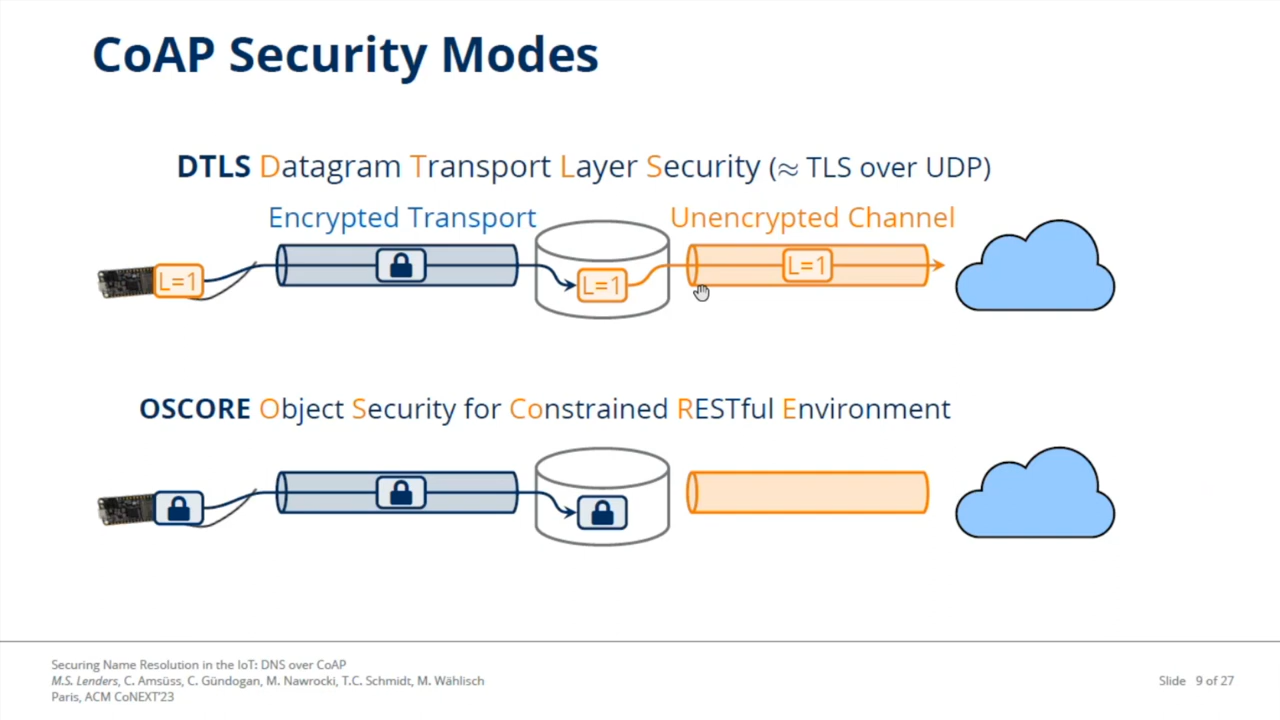 CoAP Security Modes
DTLS Datagram Transport Layer Security (≈ TLS over UDP)
Encrypted Transport
Unencrypted Channel
L=1
L=1
L=1
OSCORE Object Security for Constrained RESTful Environment
Securing Name Resolution in the IoT: DNS over CoAP
M.S. Lenders, C. Amsüss, C. Gündogan, M. Nawrocki, T.C. Schmidt, M. Wählisch
Paris, ACM CoNEXT'23
Slide 9 of 27